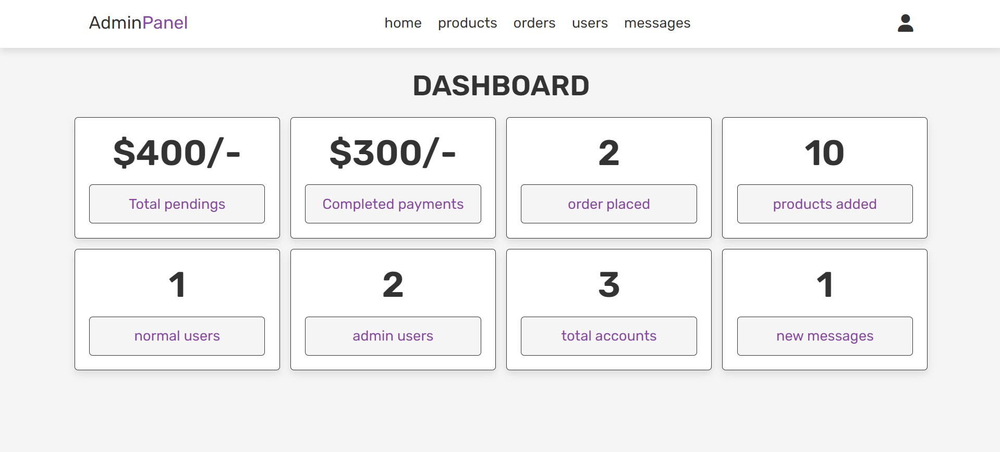 AdminPanel
home products orders users messages
DASHBOARD
$400/-
Total pendings
$300/-
Completed payments
2
order placed
10
products added
1
normal users
2
admin users
3
total accounts
1
new messages